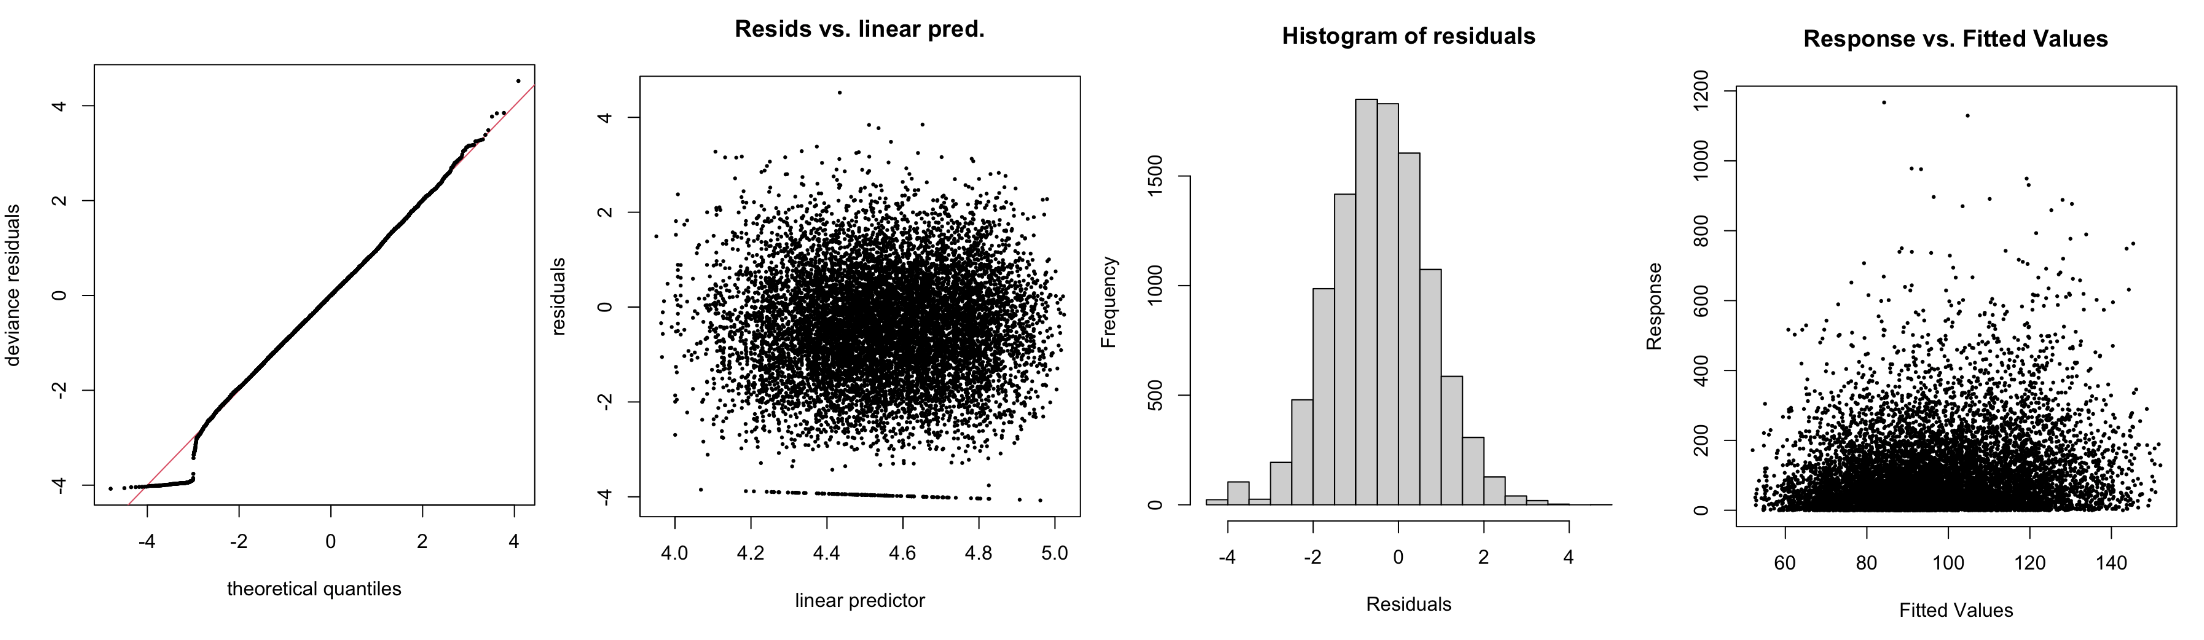 deviance residuals
4
2
0
-2
-4
-4 -2 0 2 4
theoretical quantiles
Resids vs. linear pred.
residuals
4
2
0
-2
-4
4.0 4.2 4.4 4.6 4.8 5.0
linear predictor
Histogram of residuals
Frequency
1500
1000
500
0
-4 -2 0 2 4
Residuals
Response vs. Fitted Values
Response
1200
1000
800
600
400
200
0
60 80 100 120 140
Fitted Values